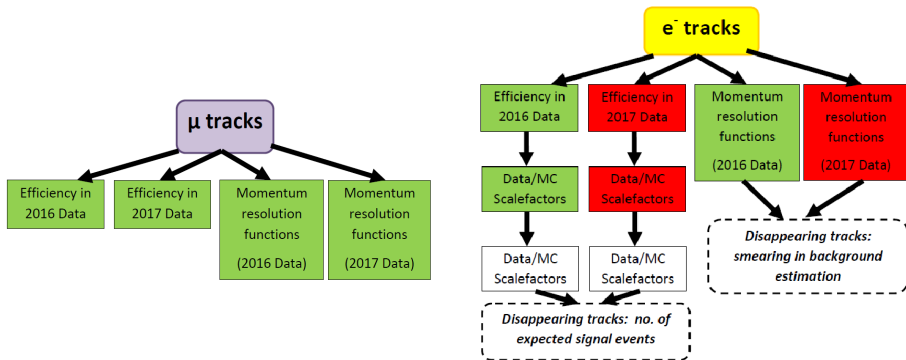 μ tracks
Efficiency in
2016 Data
Efficiency in
2017 Data
Momentum
resolution
functions
(2016 Data)
Momentum
resolution
functions
(2017 Data)
e- tracks
Efficiency in
2016 Data
Efficiency in
2017 Data
Momentum
resolution
functions
(2016 Data)
Momentum
resolution
functions
(2017 Data)
Data/MC
Scalefactors
Data/MC
Scalefactors
Data/MC
Scalefactors
Data/MC
Scalefactors
Disappearing tracks:
smearing in background
estimation
Disappearing tracks: no. of
expected signal events